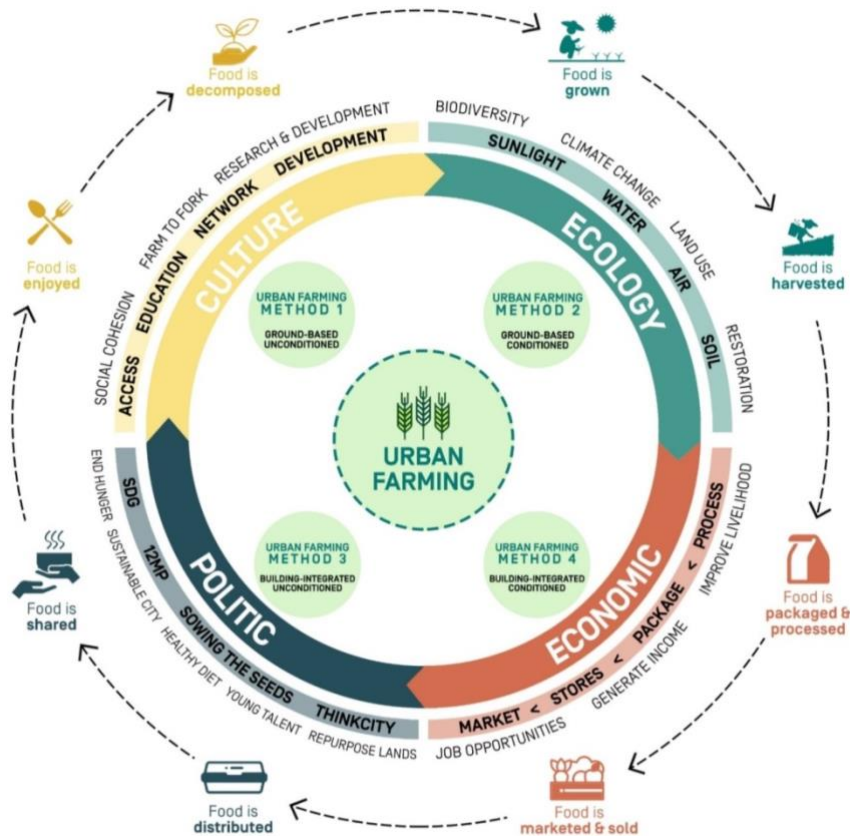 Food is
decomposed
Food is
grown
Food is
harvested
Food is
packaged &
processed
Food is
marketed & sold
Food is
distributed
Food is
shared
Food is
enjoyed
SOCIAL COHESION
FARM TO FORK
RESEARCH & DEVELOPMENT
ACCESS
EDUCATION
NETWORK
DEVELOPMENT
CULTURE
BIODIVERSITY
CLIMATE CHANGE
LAND USE
RESTORATION
SUNLIGHT
WATER
AIR
SOIL
ECOLOGY
IMPROVE LIVELIHOOD
GENERATE INCOME
JOB OPPORTUNITIES
MARKET < STORES < PACKAGE < PROCESS
ECONOMIC
END HUNGER
SUSTAINABLE CITY
HEALTHY DIET
YOUNG TALENT
REPURPOSE LANDS
SDG
12MP
SOWING THE SEEDS
THINKCITY
POLITIC
URBAN FARMING
METHOD 1
GROUND-BASED
UNCONDITIONED
URBAN FARMING
METHOD 2
GROUND-BASED
CONDITIONED
URBAN
FARMING
URBAN FARMING
METHOD 3
BUILDING-INTEGRATED
UNCONDITIONED
URBAN FARMING
METHOD 4
BUILDING-INTEGRATED
CONDITIONED